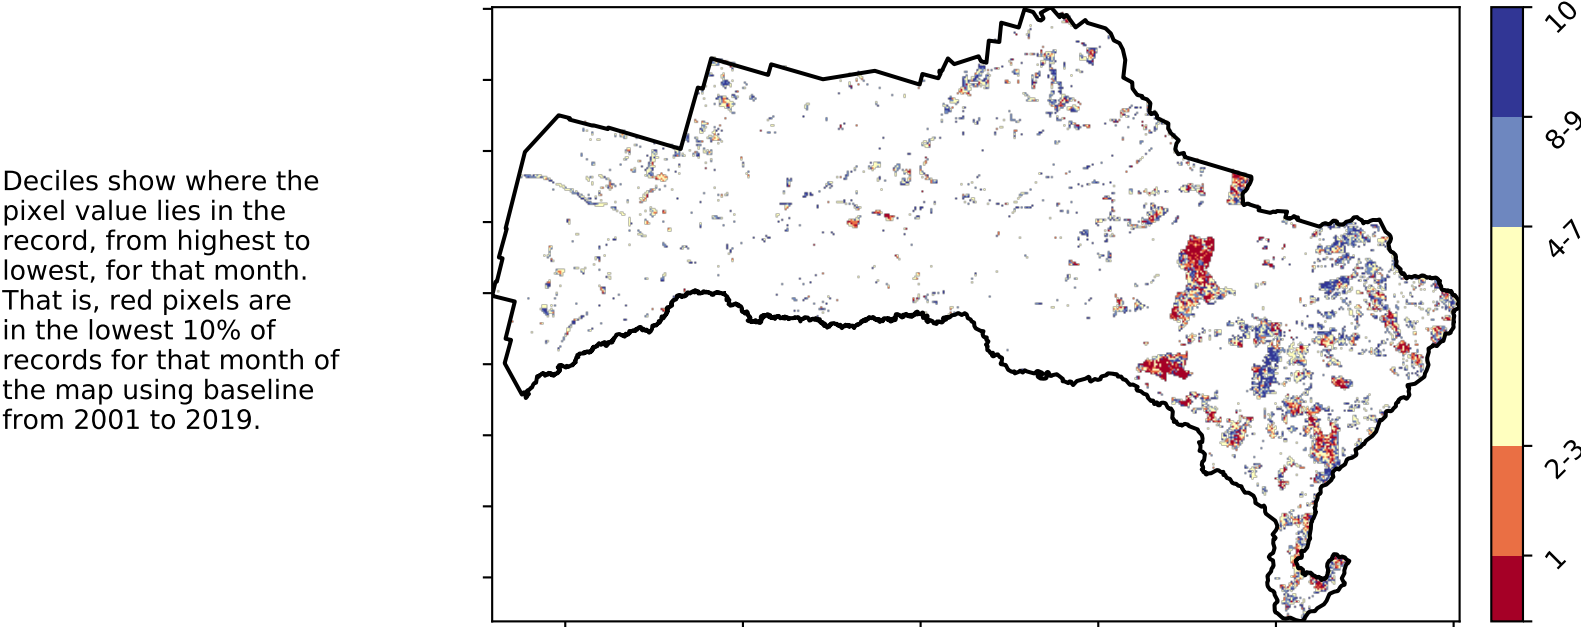 Deciles show where the
pixel value lies in the
record, from highest to
lowest, for that month.
That is, red pixels are
in the lowest 10% of
records for that month of
the map using baseline
from 2001 to 2019.
10
8-9
4-7
2-3
1